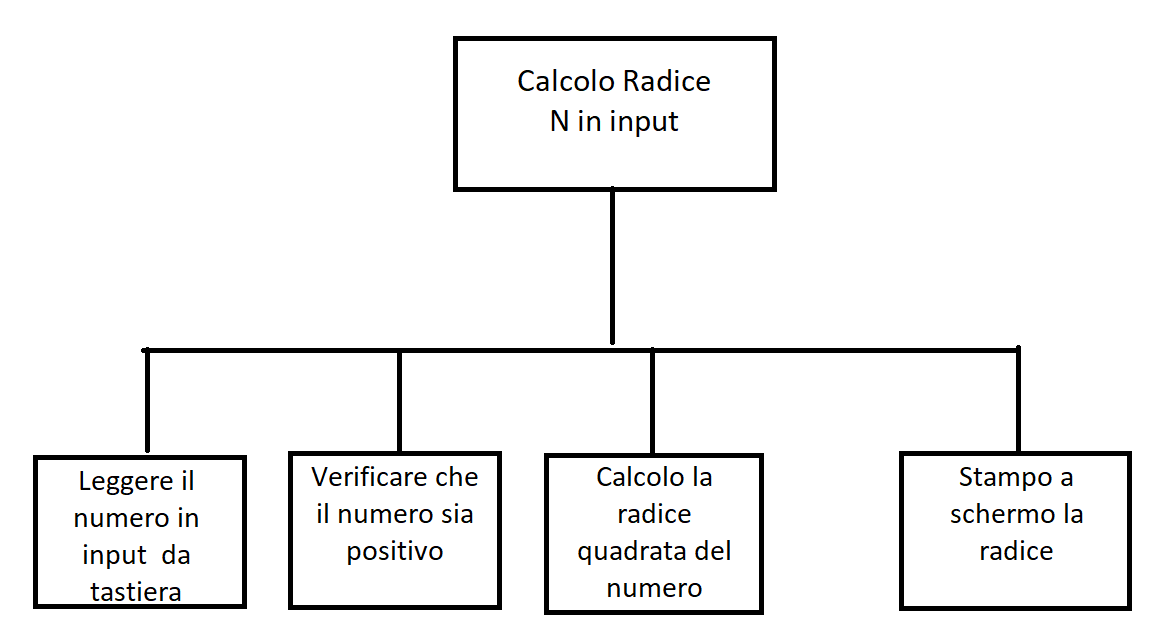 Calcolo Radice
N in input
Leggere il
numero in
input da
tastiera
Verificare che
il numero sia
positivo
Calcolo la
radice
quadrata del
numero
Stampo a
schermo la
radice